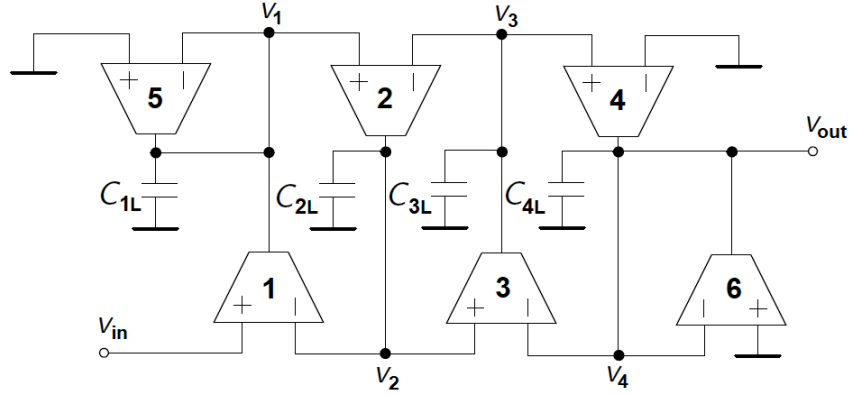 V1
V3
+ −
5
+ −
2
+ −
4
Vout
C1L
C2L
C3L
C4L
1
+ −
3
+ −
6
− +
Vin
V2
V4